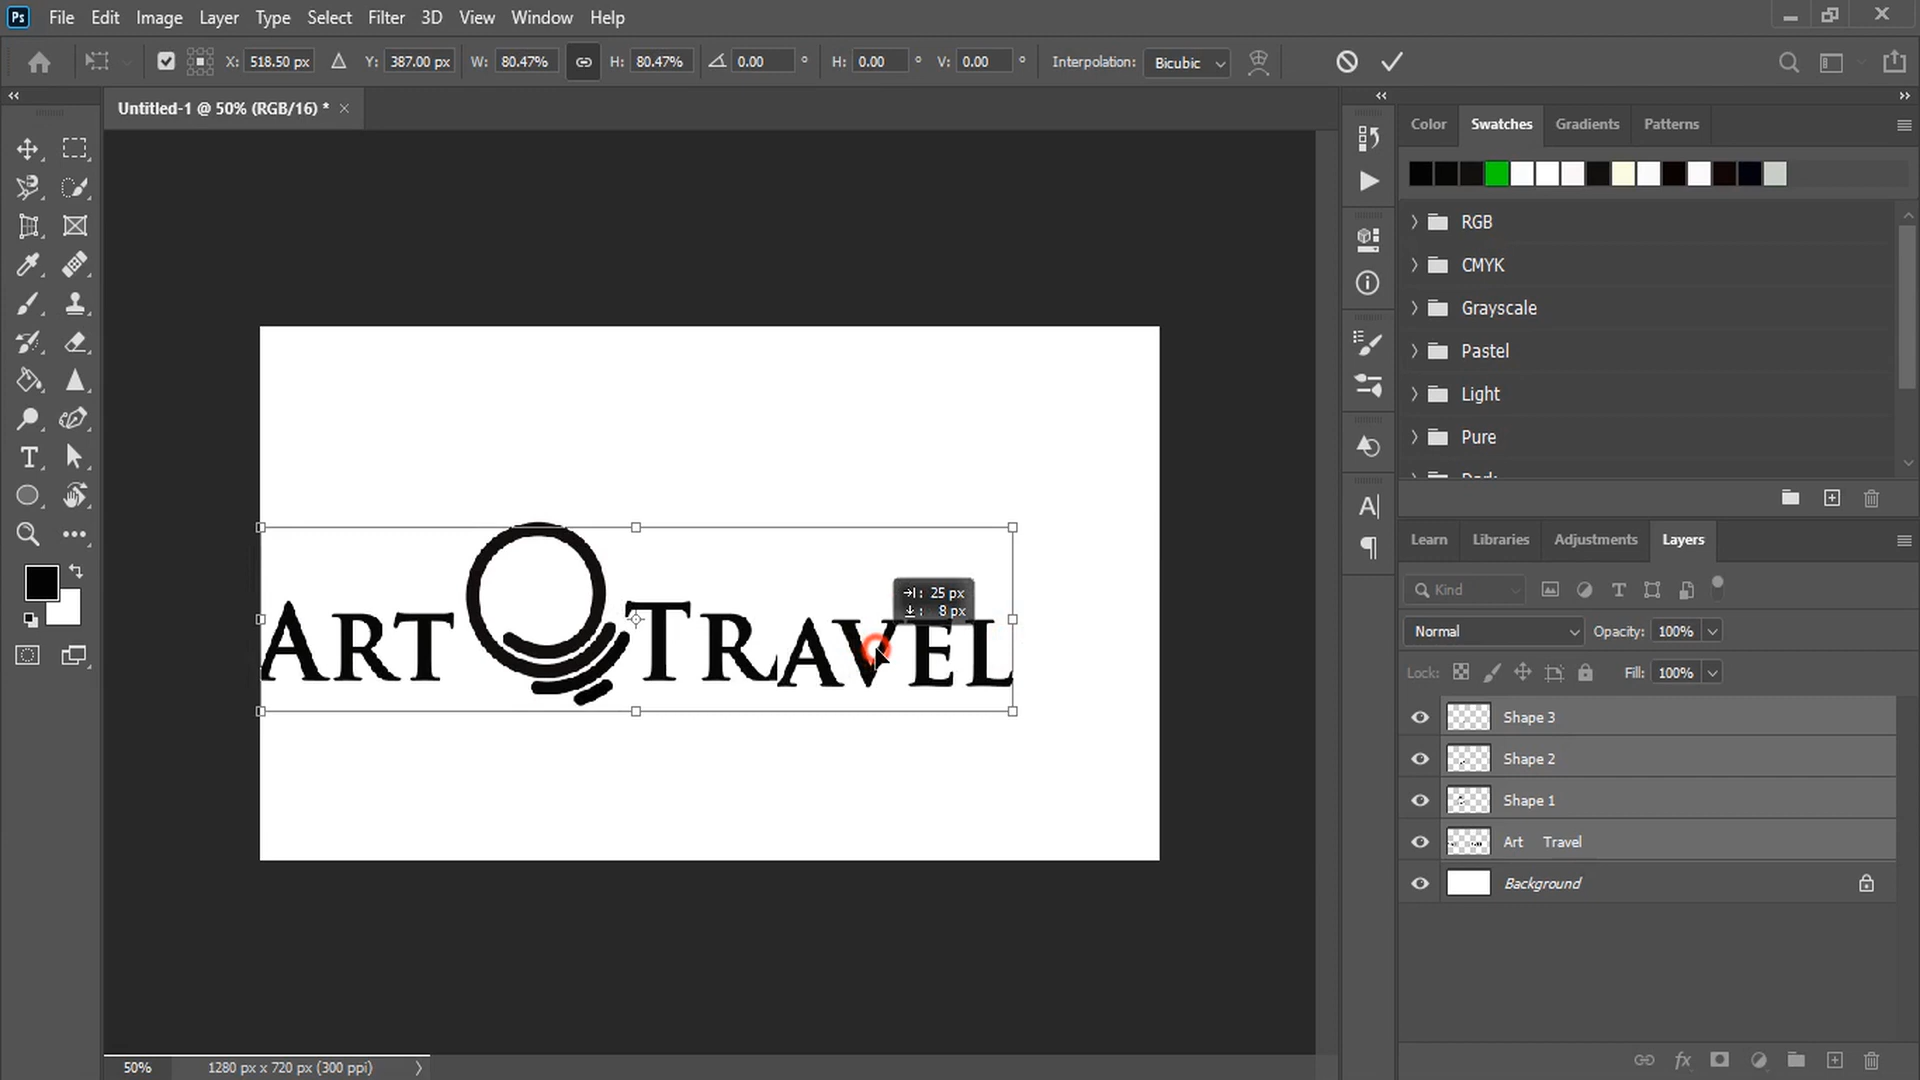 Ps File Edit Image Layer Type Select Filter 3D View Window Help
X: 518.50 px Y: 387.00 px W: 80.47% H: 80.47% 0.00 ° H: 0.00 ° V: 0.00 ° Interpolation: Bicubic
Untitled-1 @ 50% (RGB/16) * ×
Color Swatches Gradients Patterns
RGB
CMYK
Grayscale
Pastel
Light
Pure
Dark
Learn Libraries Adjustments Layers
Kind
Normal Opacity: 100%
Lock: Fill: 100%
Shape 3
Shape 2
Shape 1
Art Travel
Background
ART TRAVEL
25 px
8 px
50% 1280 px x 720 px (300 ppi)